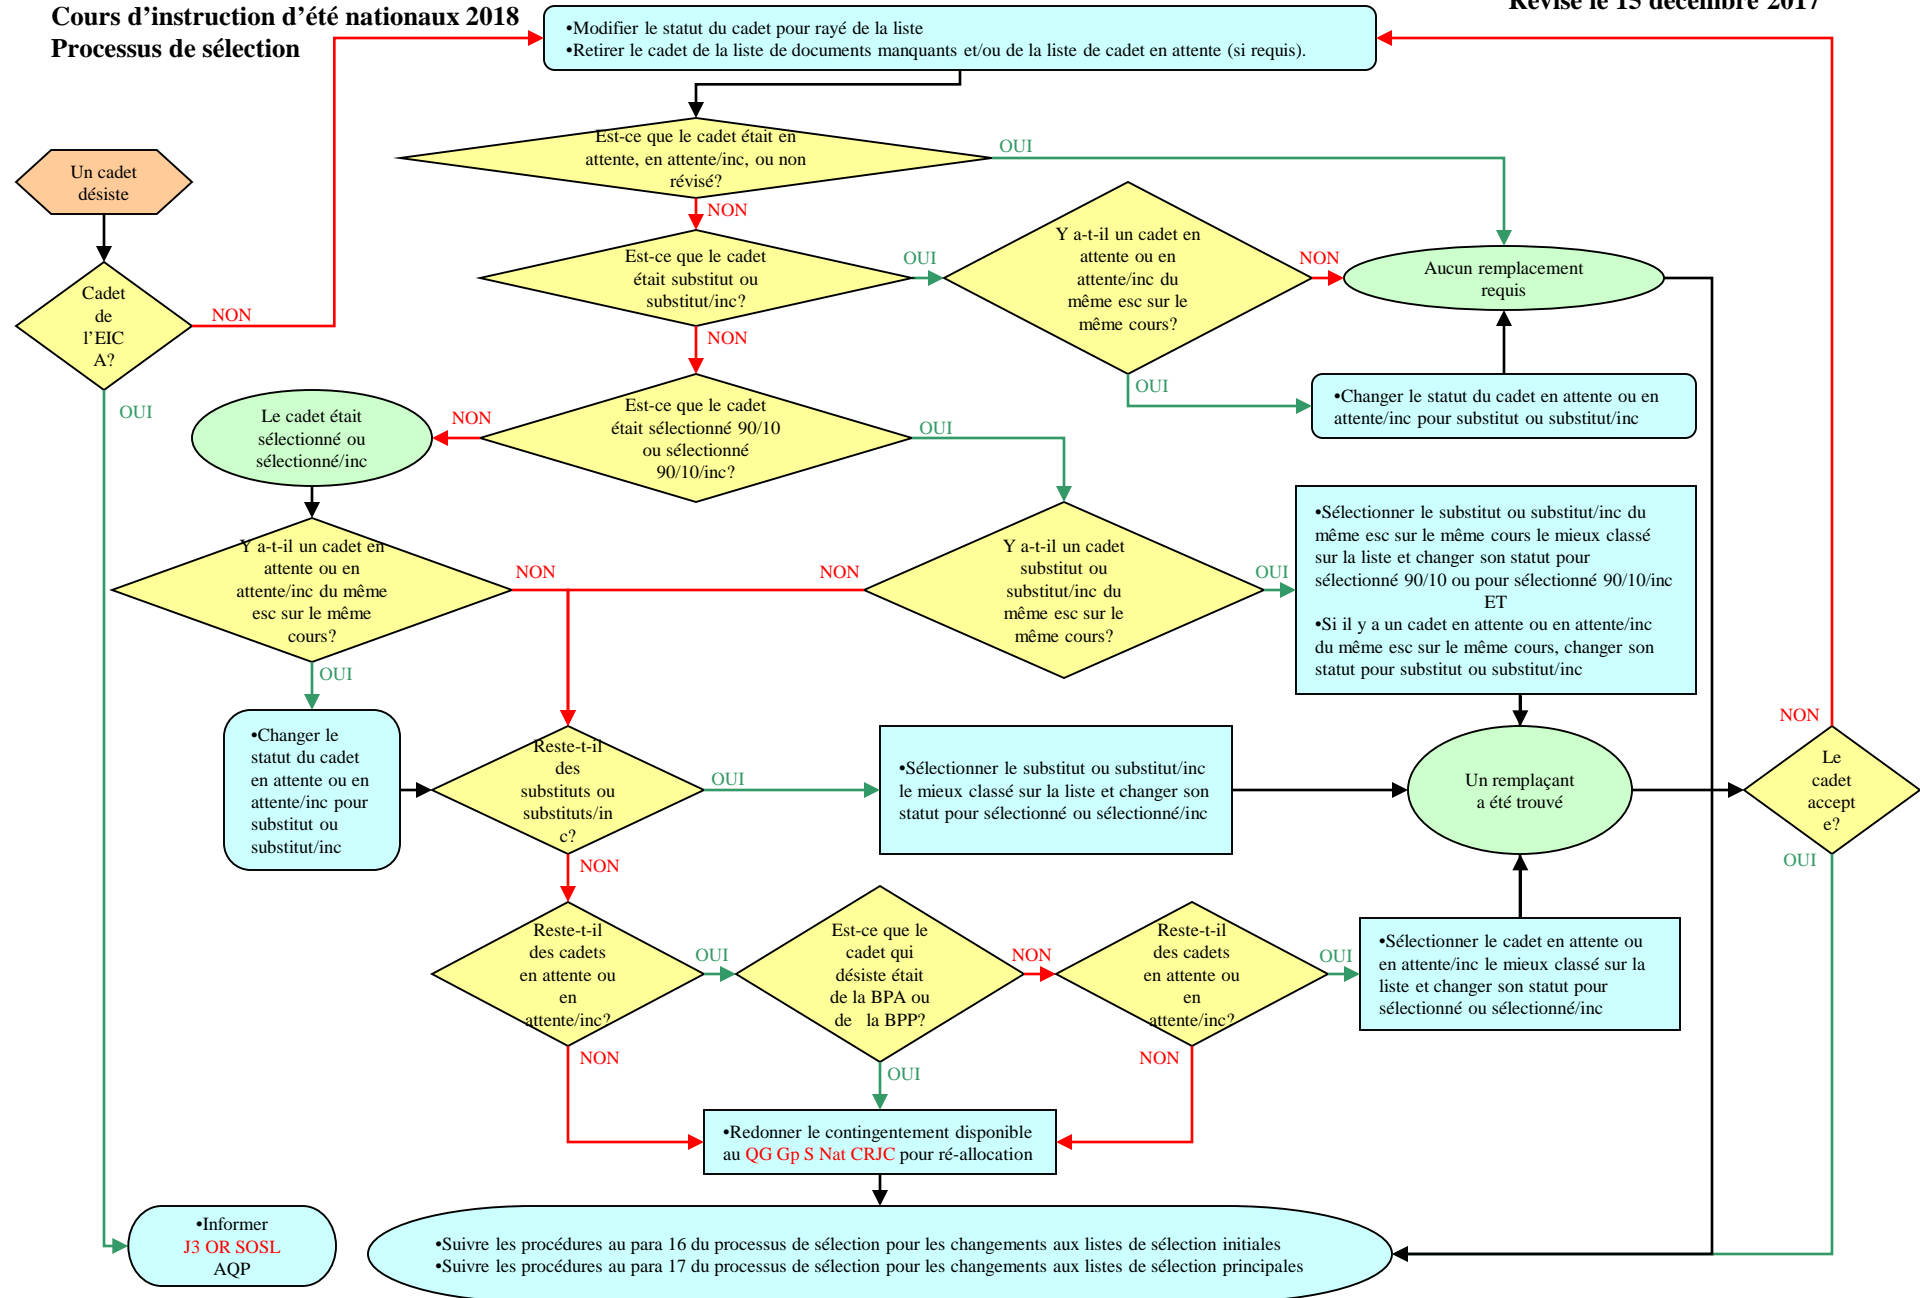 Cours d'instruction d'été nationaux 2018
Processus de sélection
Révisé le 15 décembre 2017
•Modifier le statut du cadet pour rayé de la liste
•Retirer le cadet de la liste de documents manquants et/ou de la liste de cadet en attente (si requis).
Un cadet
désiste
Cadet
de
l'EIC
A?
NON
OUI
Est-ce que le cadet était en
attente, en attente/inc, ou non
révisé?
OUI
NON
Est-ce que le cadet
était substitut ou
substitut/inc?
OUI
NON
Y a-t-il un cadet en
attente ou en
attente/inc du
même esc sur le
même cours?
NON
OUI
Aucun remplacement
requis
•Changer le statut du cadet en attente ou en
attente/inc pour substitut ou substitut/inc
Est-ce que le cadet
était sélectionné 90/10
ou sélectionné
90/10/inc?
NON
OUI
Le cadet était
sélectionné ou
sélectionné/inc
Y a-t-il un cadet en
attente ou en
attente/inc du même
esc sur le même
cours?
NON
OUI
Y a-t-il un cadet
substitut ou
substitut/inc du
même esc sur le
même cours?
NON
OUI
•Sélectionner le substitut ou substitut/inc du
même esc sur le même cours le mieux classé
sur la liste et changer son statut pour
sélectionné 90/10 ou pour sélectionné 90/10/inc
ET
•Si il y a un cadet en attente ou en attente/inc
du même esc sur le même cours, changer son
statut pour substitut ou substitut/inc
•Changer le
statut du cadet
en attente ou en
attente/inc pour
substitut ou
substitut/inc
Reste-t-il
des
substituts ou
substituts/in
c?
OUI
NON
•Sélectionner le substitut ou substitut/inc
le mieux classé sur la liste et changer son
statut pour sélectionné ou sélectionné/inc
Un remplaçant
a été trouvé
Le
cadet
accept
e?
NON
OUI
Reste-t-il
des cadets
en attente ou
en
attente/inc?
OUI
NON
Est-ce que le
cadet qui
désiste était
de la BPA ou
de la BPP?
NON
OUI
Reste-t-il
des cadets
en attente ou
en
attente/inc?
OUI
NON
•Sélectionner le cadet en attente ou
en attente/inc le mieux classé sur la
liste et changer son statut pour
sélectionné ou sélectionné/inc
•Redonner le contingentement disponible
au QG Gp S Nat CRJC pour ré-allocation
•Informer
J3 OR SOSL
AQP
•Suivre les procédures au para 16 du processus de sélection pour les changements aux listes de sélection initiales
•Suivre les procédures au para 17 du processus de sélection pour les changements aux listes de sélection principales